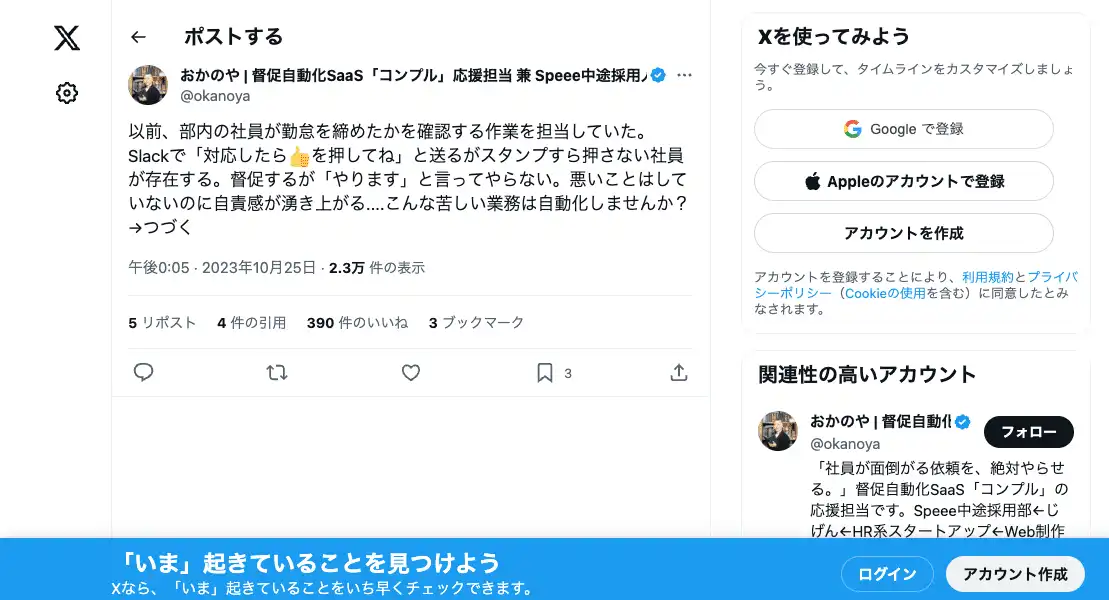 ポストする
おかのや | 督促自動化SaaS「コンプル」応援担当 兼 Speee中途採用
@okanoya
以前、部内の社員が勤怠を締めたかを確認する作業を担当していた。
Slackで「対応したら👍を押してね」と送るがスタンプすら押さない社員
が存在する。督促するが「やります」と言ってやらない。悪いことはして
いないのに自責感が湧き上がる....こんな苦しい業務は自動化しませんか？
→つづく
午後0:05 · 2023年10月25日 · 2.3万 件の表示
5 リポスト 4 件の引用 390 件のいいね 3 ブックマーク
3
Xを使ってみよう
今すぐ登録して、タイムラインをカスタマイズしましょ
う。
Google で登録
Appleのアカウントで登録
アカウントを作成
アカウントを登録することにより、利用規約とプライバ
シーポリシー（Cookieの使用を含む）に同意したとみ
なされます。
関連性の高いアカウント
おかのや | 督促自動化
@okanoya
フォロー
「社員が面倒がる依頼を、絶対やらせ
る。」督促自動化SaaS「コンプル」の
応援担当です。Speee中途採用部←じ
げん←HR系スタートアップ←Web制作
「いま」起きていることを見つけよう
Xなら、「いま」起きていることをいち早くチェックできます。
ログイン
アカウント作成